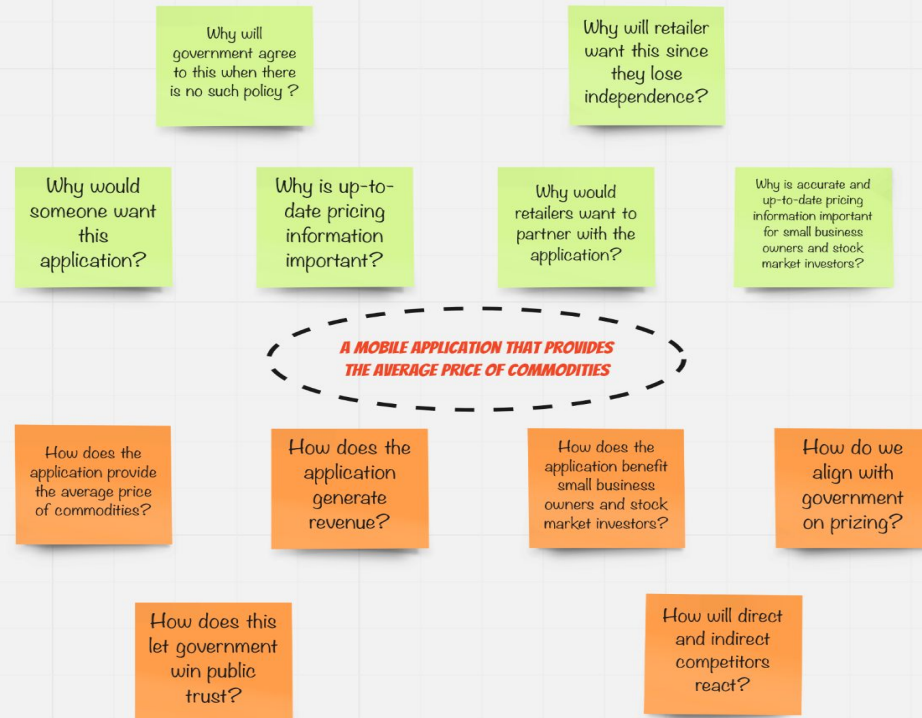 Why will
government agree
to this when there
is no such policy ?
Why will retailer
want this since
they lose
independence?
Why would
someone want
this
application?
Why is up-to-
date pricing
information
important?
Why would
retailers want to
partner with the
application?
Why is accurate and
up-to-date pricing
information important
for small business
owners and stock
market investors?
A MOBILE APPLICATION THAT PROVIDES
THE AVERAGE PRICE OF COMMODITIES
How does the
application provide
the average price
of commodities?
How does the
application
generate
revenue?
How does the
application benefit
small business
owners and stock
market investors?
How do we
align with
government
on prizing?
How does this
let government
win public
trust?
How will direct
and indirect
competitors
react?